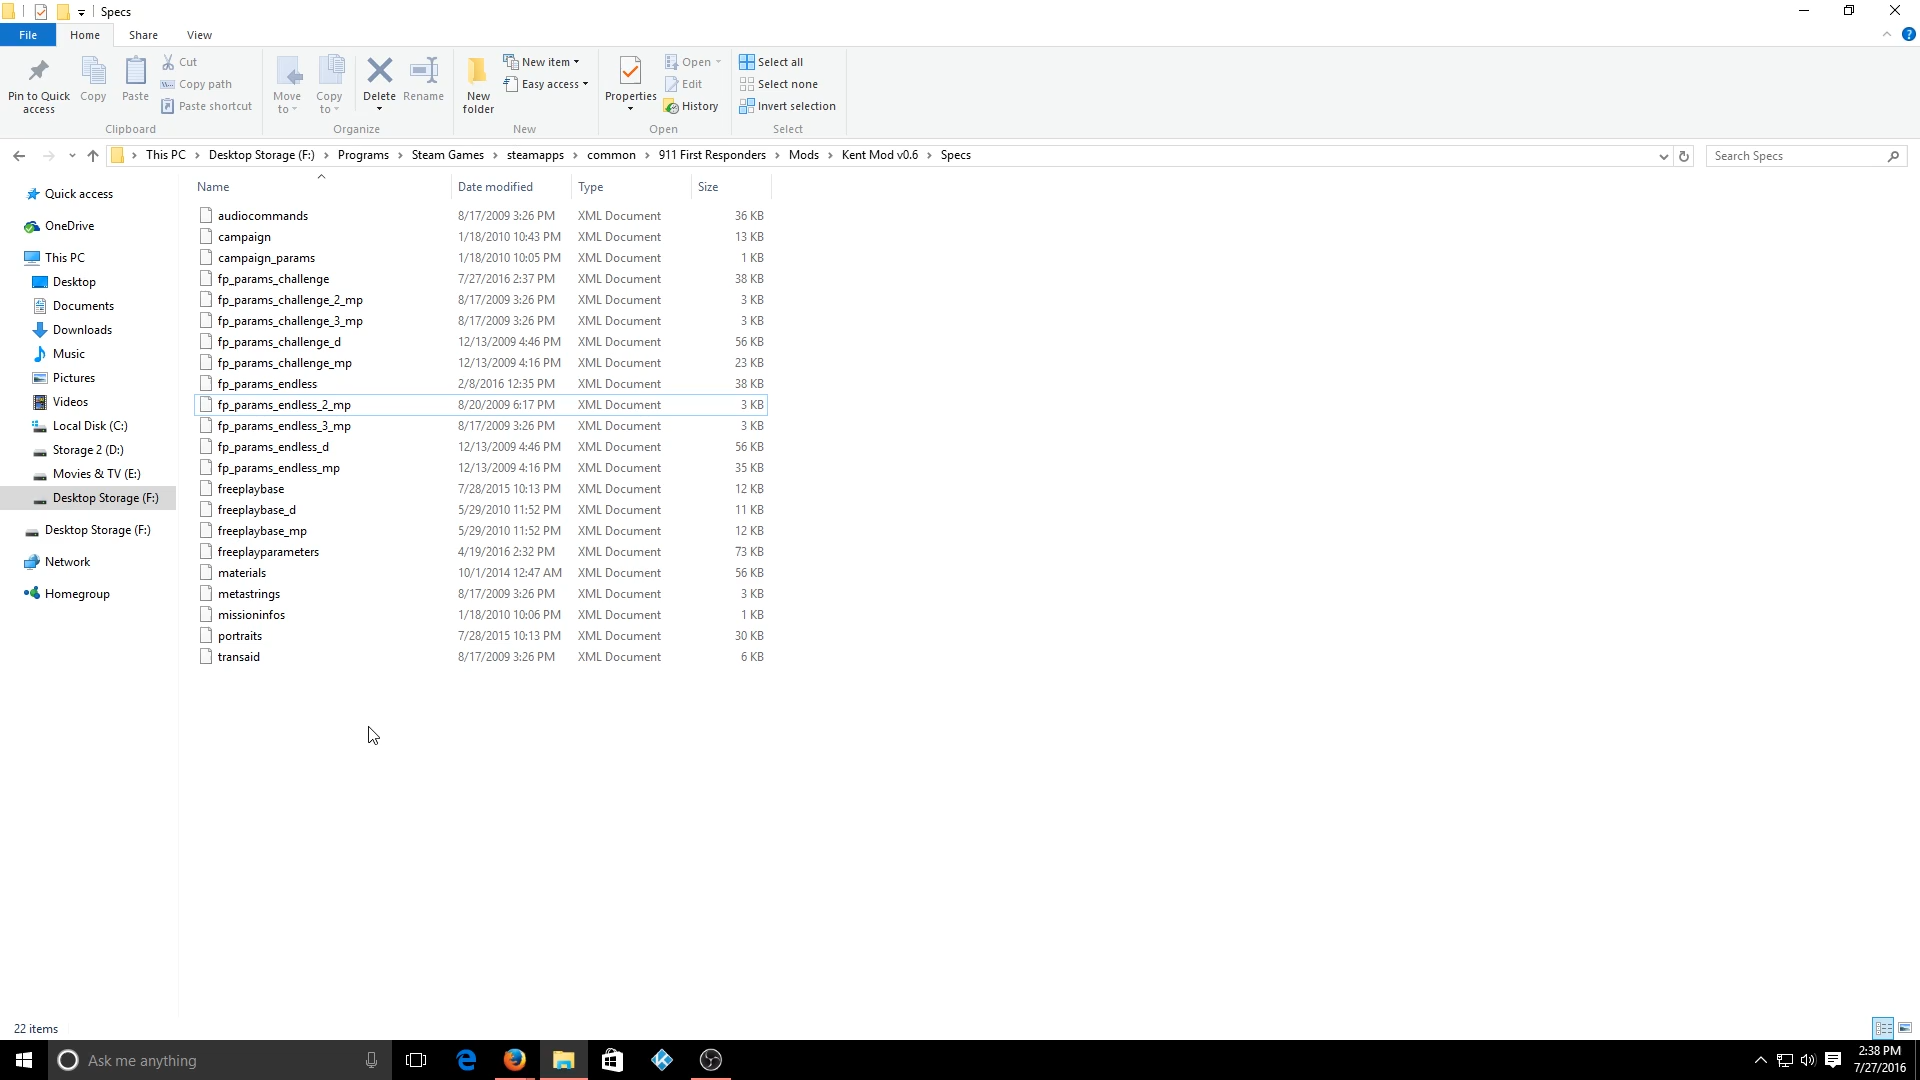 Specs
File Home Share View
Pin to Quick access
Copy
Paste
Cut
Copy path
Paste shortcut
Clipboard
Move to
Copy to
Delete
Rename
Organize
New folder
New item
Easy access
New
Properties
Open
Edit
History
Open
Select all
Select none
Invert selection
Select
This PC › Desktop Storage (F:) › Programs › Steam Games › steamapps › common › 911 First Responders › Mods › Kent Mod v0.6 › Specs
Search Specs
Quick access
OneDrive
This PC
Desktop
Documents
Downloads
Music
Pictures
Videos
Local Disk (C:)
Storage 2 (D:)
Movies & TV (E:)
Desktop Storage (F:)
Desktop Storage (F:)
Network
Homegroup
Name Date modified Type Size
audiocommands 8/17/2009 3:26 PM XML Document 36 KB
campaign 1/18/2010 10:43 PM XML Document 13 KB
campaign_params 1/18/2010 10:05 PM XML Document 1 KB
fp_params_challenge 7/27/2016 2:37 PM XML Document 38 KB
fp_params_challenge_2_mp 8/17/2009 3:26 PM XML Document 3 KB
fp_params_challenge_3_mp 8/17/2009 3:26 PM XML Document 3 KB
fp_params_challenge_d 12/13/2009 4:46 PM XML Document 56 KB
fp_params_challenge_mp 12/13/2009 4:16 PM XML Document 23 KB
fp_params_endless 2/8/2016 12:35 PM XML Document 38 KB
fp_params_endless_2_mp 8/20/2009 6:17 PM XML Document 3 KB
fp_params_endless_3_mp 8/17/2009 3:26 PM XML Document 3 KB
fp_params_endless_d 12/13/2009 4:46 PM XML Document 56 KB
fp_params_endless_mp 12/13/2009 4:16 PM XML Document 35 KB
freeplaybase 7/28/2015 10:13 PM XML Document 12 KB
freeplaybase_d 5/29/2010 11:52 PM XML Document 11 KB
freeplaybase_mp 5/29/2010 11:52 PM XML Document 12 KB
freeplayparameters 4/19/2016 2:32 PM XML Document 73 KB
materials 10/1/2014 12:47 AM XML Document 56 KB
metastrings 8/17/2009 3:26 PM XML Document 3 KB
missioninfos 1/18/2010 10:06 PM XML Document 1 KB
portraits 7/28/2015 10:13 PM XML Document 30 KB
transaid 8/17/2009 3:26 PM XML Document 6 KB
22 items
Ask me anything
2:38 PM
7/27/2016